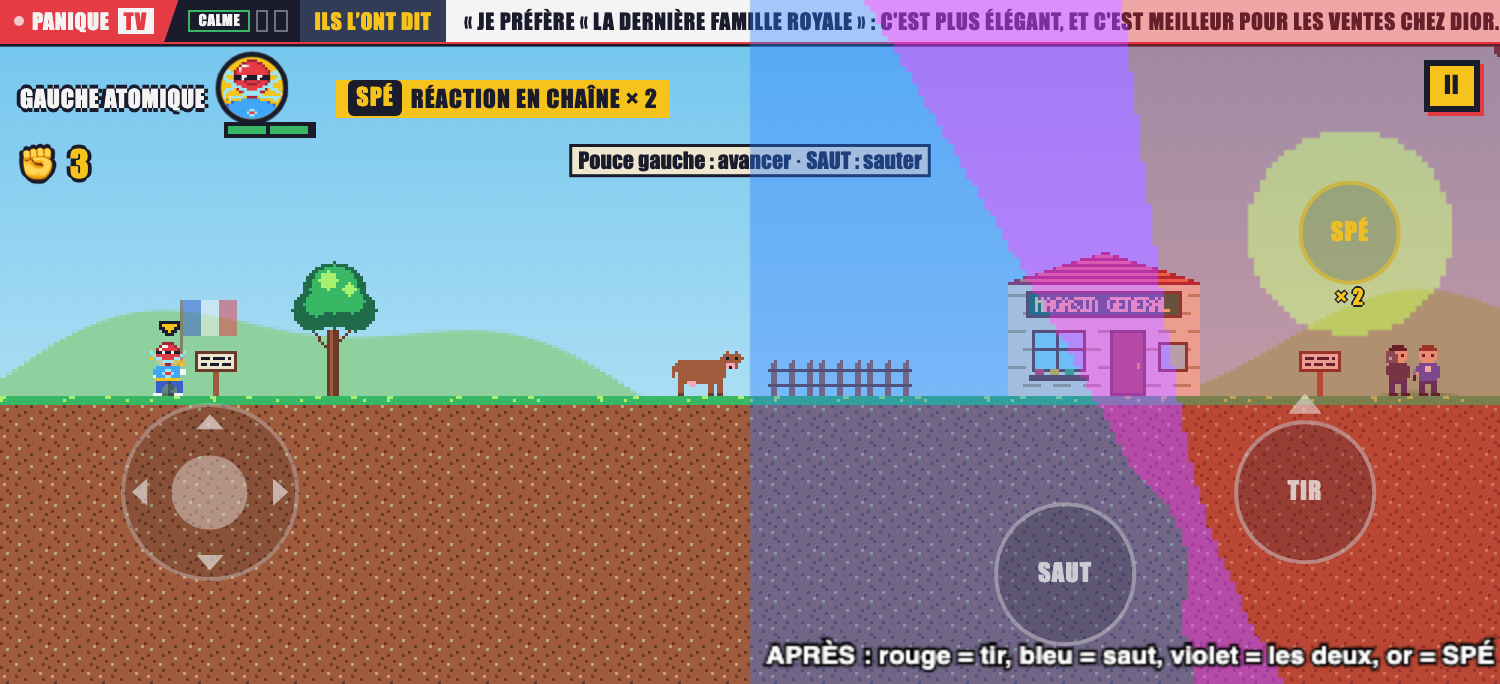 PANIQUE TV CALME ILS L'ONT DIT « JE PRÉFÈRE « LA DERNIÈRE FAMILLE ROYALE » : C'EST PLUS ÉLÉGANT, ET C'EST MEILLEUR POUR LES VENTES CHEZ DIOR.
GAUCHE ATOMIQUE SPÉ RÉACTION EN CHAÎNE × 2
3
Pouce gauche : avancer · SAUT : sauter
SPÉ
× 2
MAGASIN GENERAL
TIR
SAUT
APRÈS : rouge = tir, bleu = saut, violet = les deux, or = SPÉ